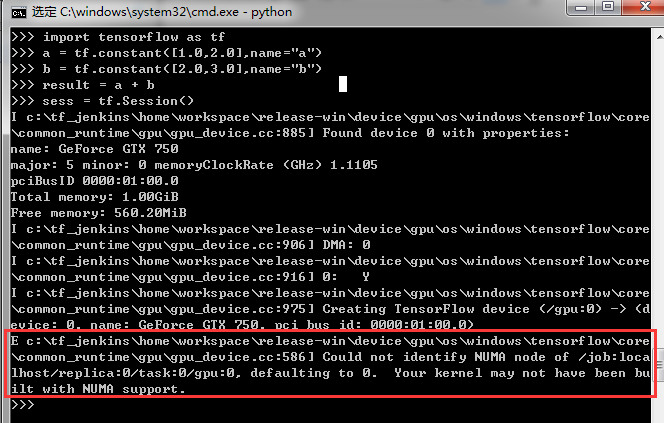 选定 C:\windows\system32\cmd.exe - python
>>> import tensorflow as tf
>>> a = tf.constant([1.0,2.0],name="a")
>>> b = tf.constant([2.0,3.0],name="b")
>>> result = a + b
>>> sess = tf.Session()
I c:\tf_jenkins\home\workspace\release-win\device\gpu\os\windows\tensorflow\core
\common_runtime\gpu\gpu_device.cc:885] Found device 0 with properties:
name: GeForce GTX 750
major: 5 minor: 0 memoryClockRate (GHz) 1.1105
pciBusID 0000:01:00.0
Total memory: 1.00GiB
Free memory: 560.20MiB
I c:\tf_jenkins\home\workspace\release-win\device\gpu\os\windows\tensorflow\core
\common_runtime\gpu\gpu_device.cc:906] DMA: 0
I c:\tf_jenkins\home\workspace\release-win\device\gpu\os\windows\tensorflow\core
\common_runtime\gpu\gpu_device.cc:916] 0:   Y
I c:\tf_jenkins\home\workspace\release-win\device\gpu\os\windows\tensorflow\core
\common_runtime\gpu\gpu_device.cc:975] Creating TensorFlow device (/gpu:0) -> (d
evice: 0, name: GeForce GTX 750, pci bus id: 0000:01:00.0)
E c:\tf_jenkins\home\workspace\release-win\device\gpu\os\windows\tensorflow\core
\common_runtime\gpu\gpu_device.cc:586] Could not identify NUMA node of /job:loca
lhost/replica:0/task:0/gpu:0, defaulting to 0.  Your kernel may not have been bu
ilt with NUMA support.
>>>